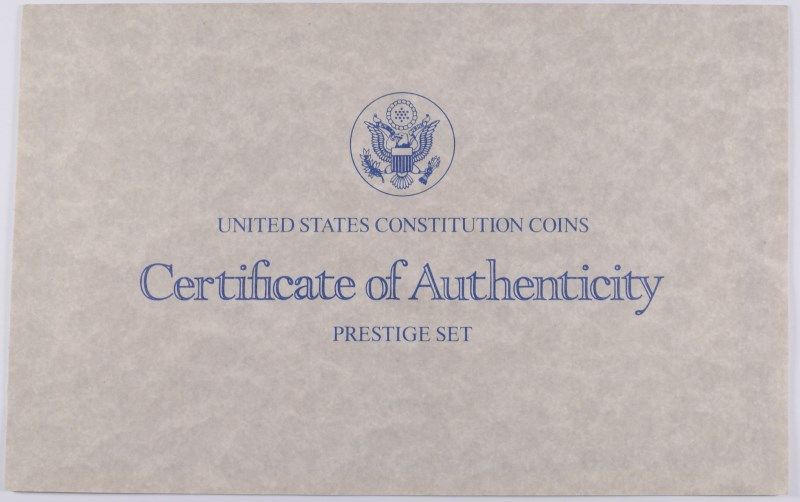 UNITED STATES CONSTITUTION COINS
Certificate of Authenticity
PRESTIGE SET